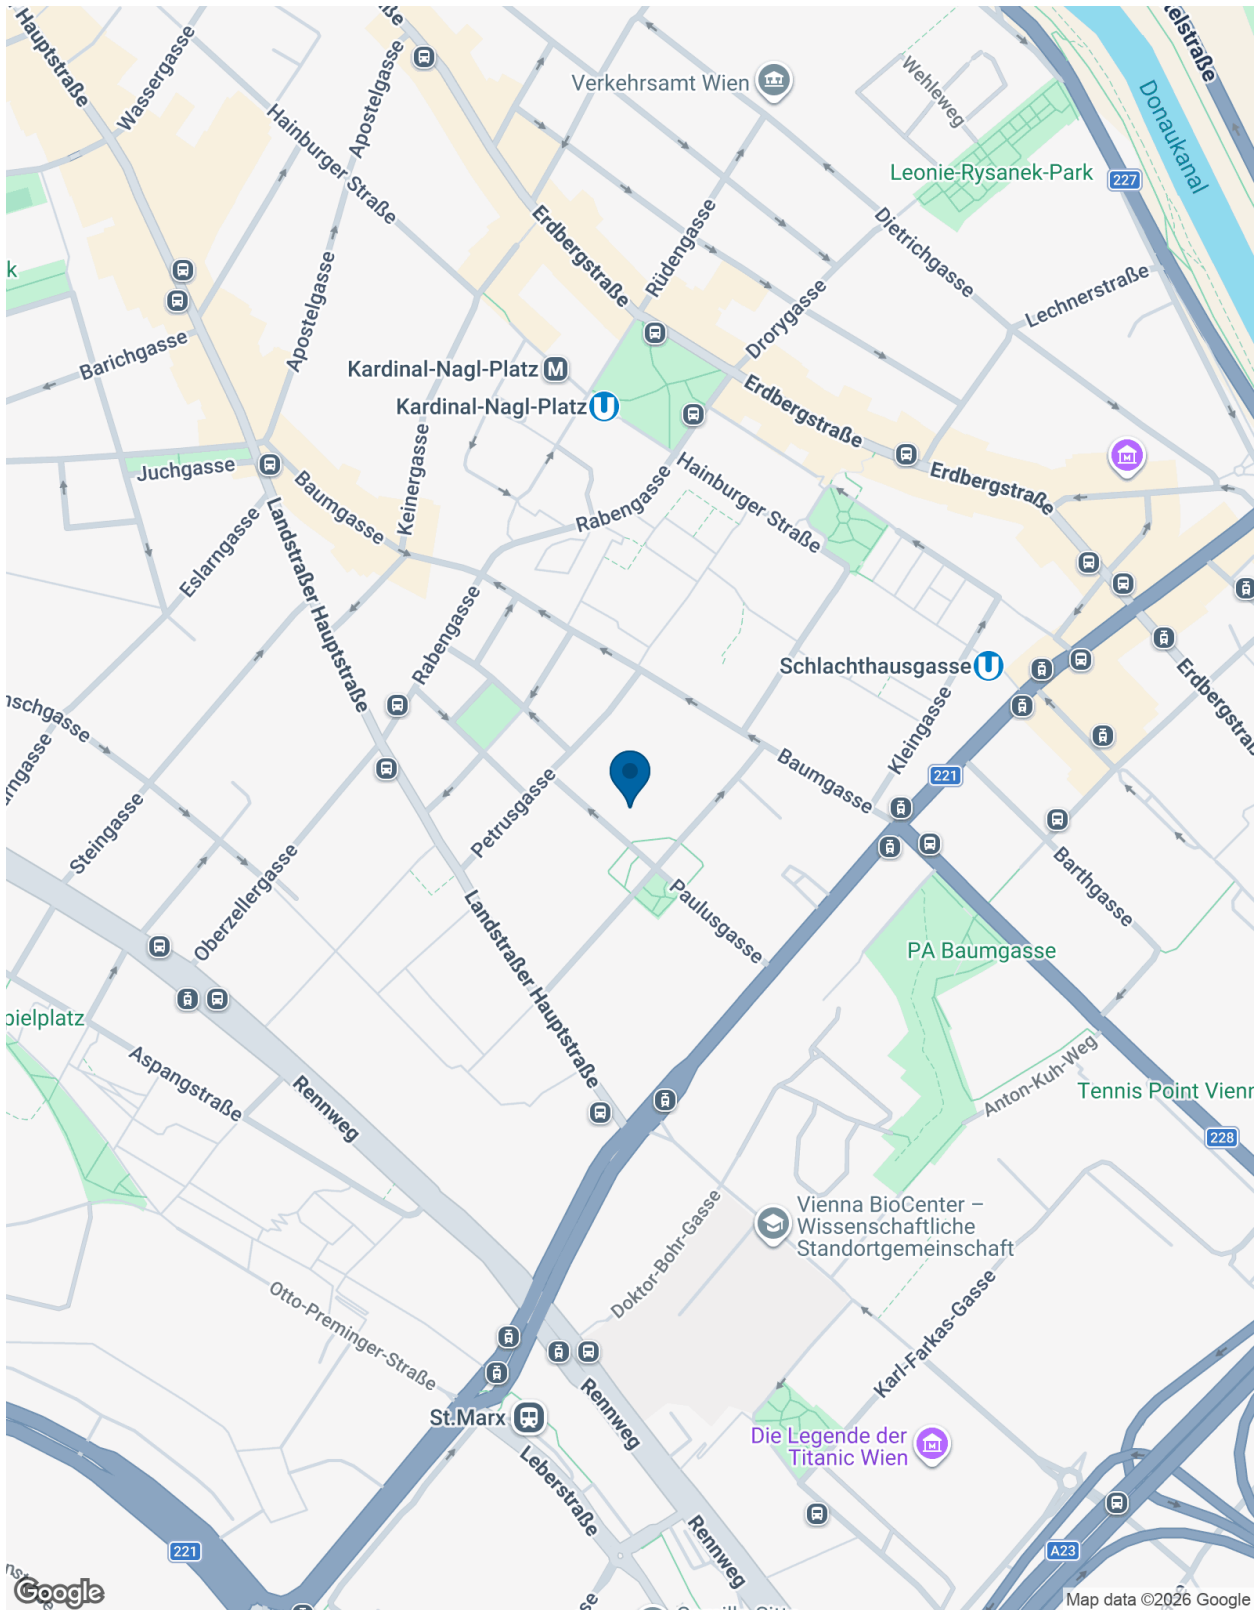 Hauptstraße
Wassergasse
Apostelgasse
Hainburger Straße
Verkehrsamt Wien
Wehleweg
Donaukanal
Leonie-Rysanek-Park
227
Erdbergstraße
Rüdengasse
Dietrichgasse
Lechnerstraße
Drorygasse
k
Apostelgasse
Barichgasse
Kardinal-Nagl-Platz
M
Kardinal-Nagl-Platz
U
Erdbergstraße
Erdbergstraße
Keinergasse
Juchgasse
Baumgasse
Hainburger Straße
Rabengasse
Eslarngasse
Landstraßer Hauptstraße
Rabengasse
Schlachthausgasse
U
Kleingasse
nschgasse
Baumgasse
221
Petrusgasse
Steingasse
Barthgasse
Oberzellergasse
Landstraßer Hauptstraße
Paulusgasse
PA Baumgasse
pielplatz
Aspangstraße
Rennweg
Anton-Kuh-Weg
Tennis Point Vienn
228
Vienna BioCenter –
Wissenschaftliche
Standortgemeinschaft
Doktor-Bohr-Gasse
Otto-Preminger-Straße
Karl-Farkas-Gasse
St.Marx
Rennweg
Die Legende der
Titanic Wien
Leberstraße
Rennweg
221
A23
Google
Map data ©2026 Google